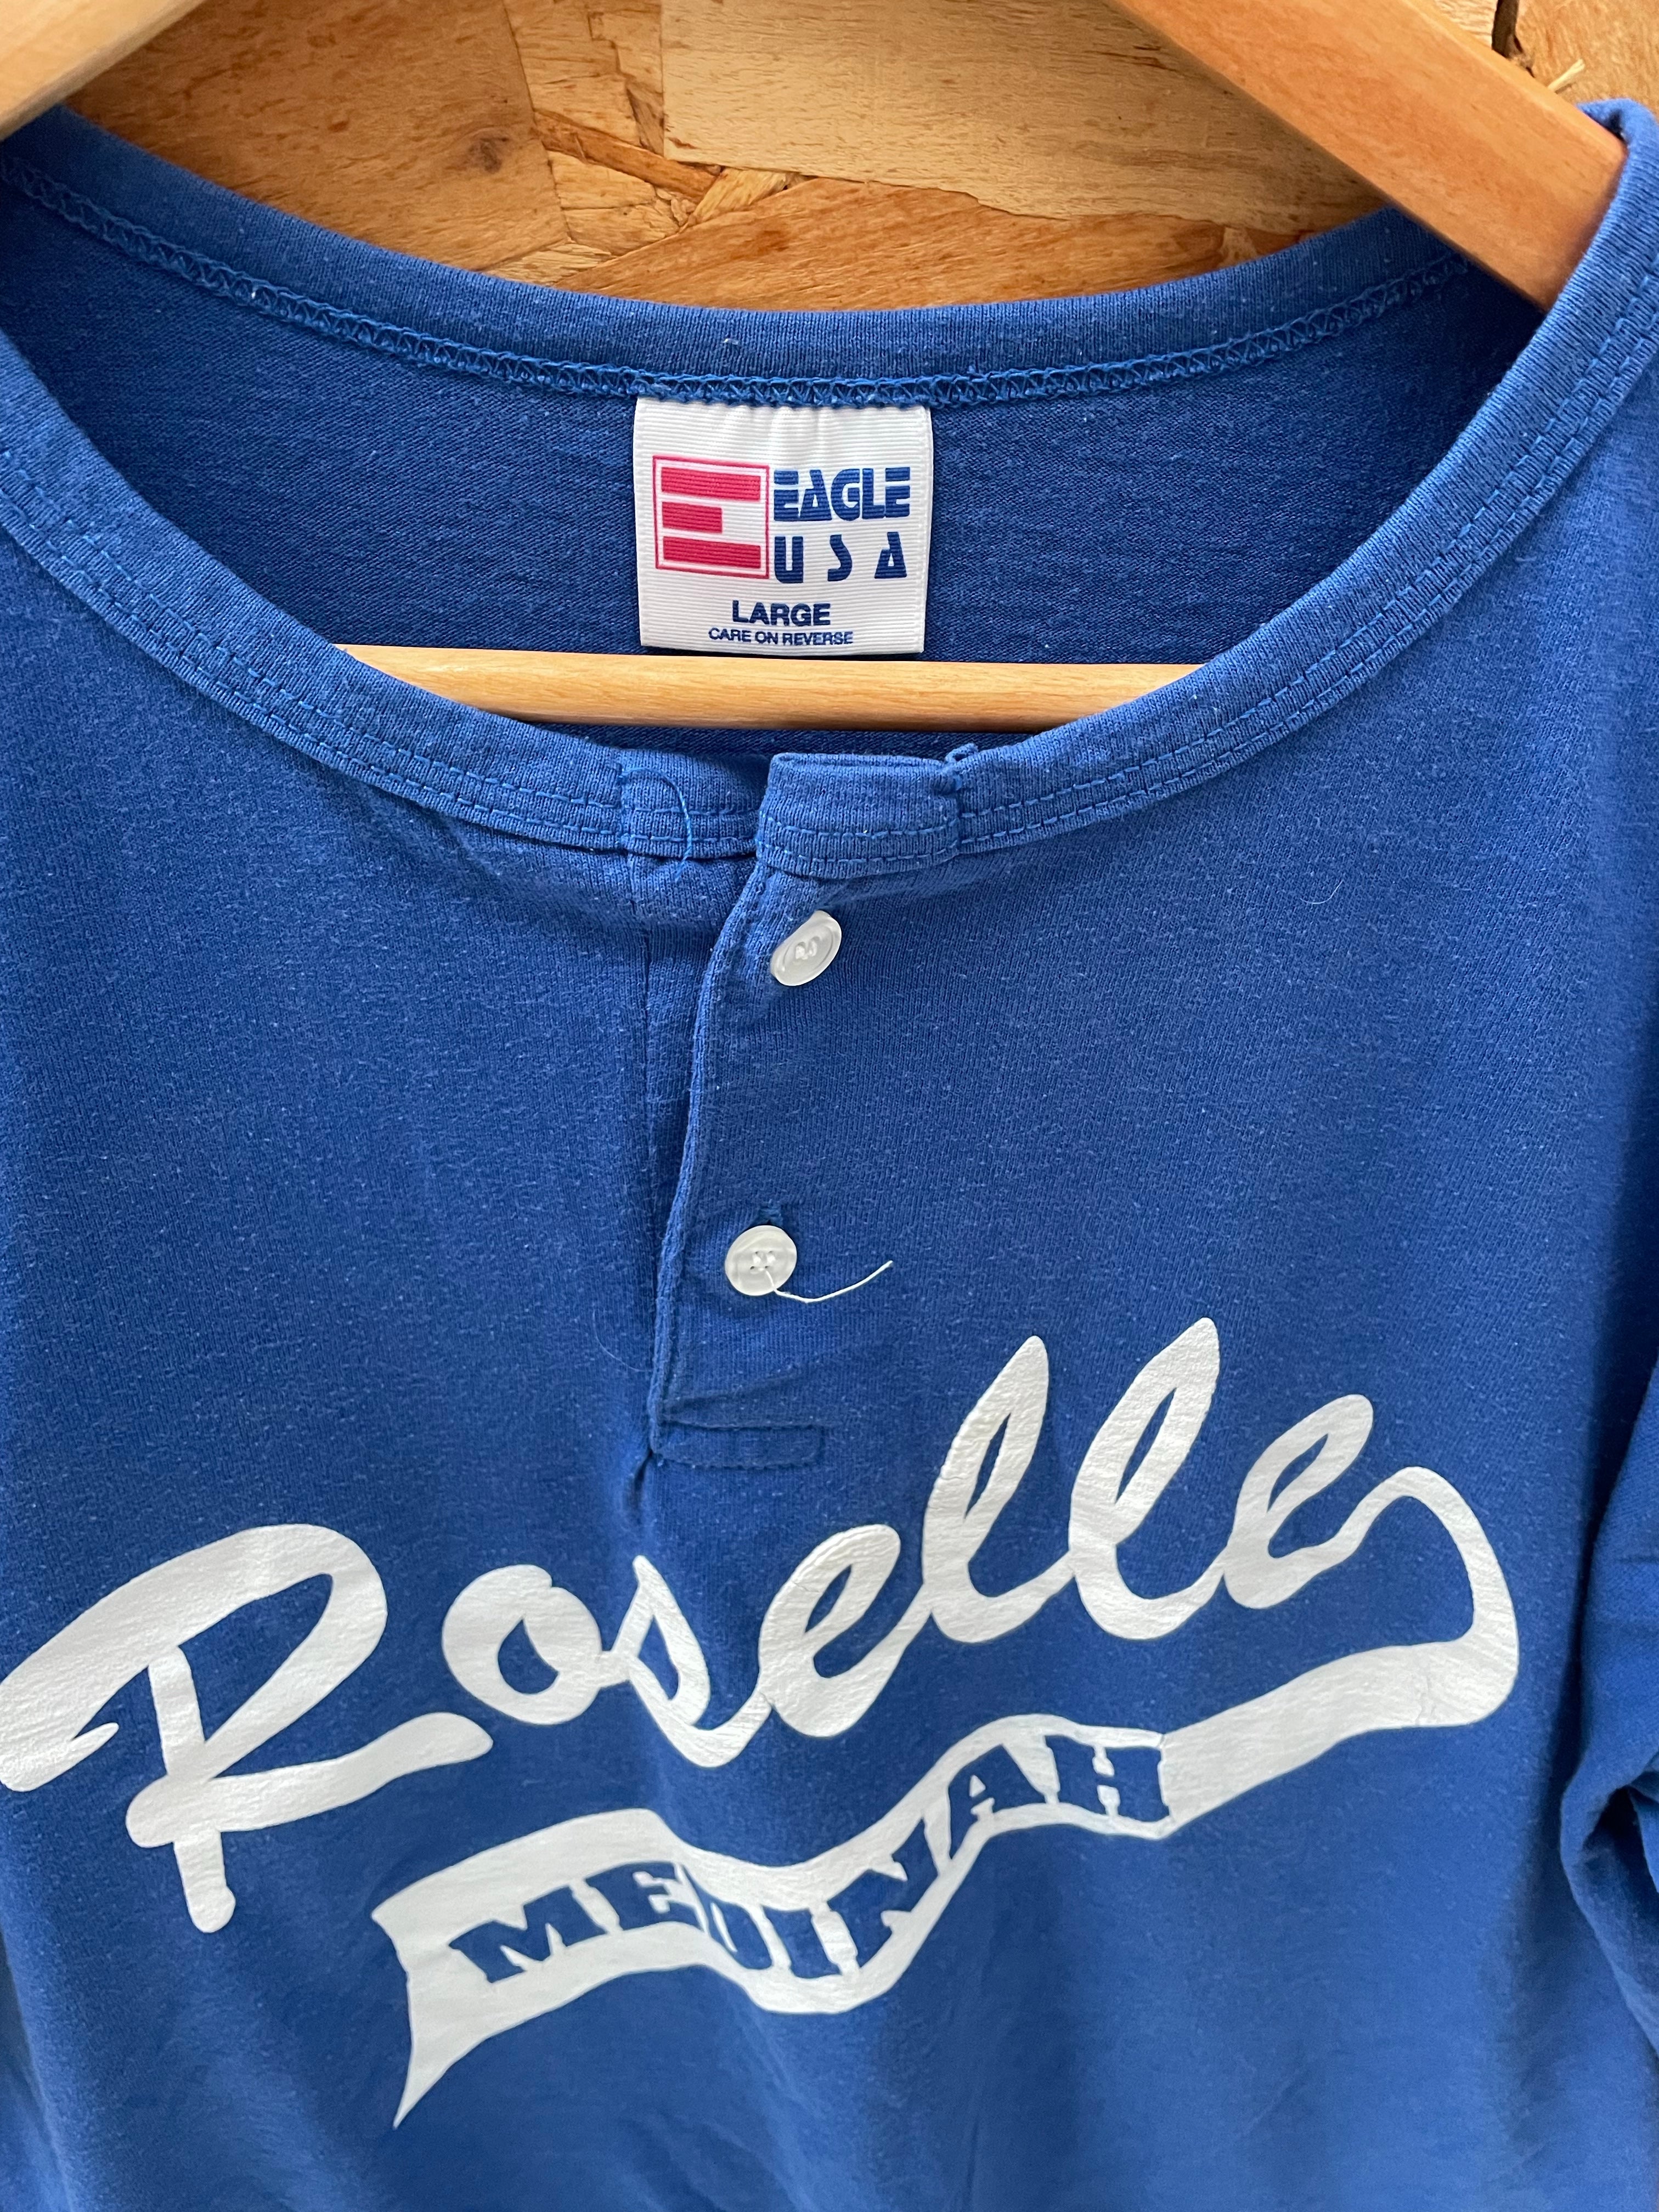 EAGLE
USA
LARGE
CARE ON REVERSE
Roselle
MEDINAH